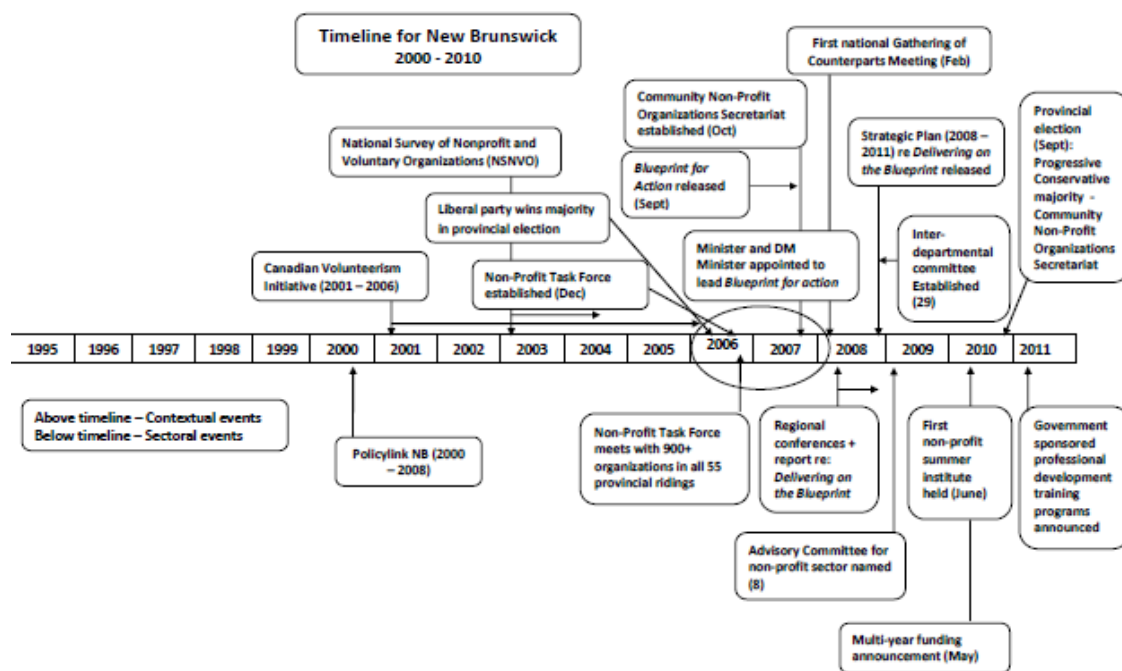 Timeline for New Brunswick
2000 - 2010
First national Gathering of
Counterparts Meeting (Feb)
Community Non-Profit
Organizations Secretariat
established (Oct)
Provincial
election
(Sept):
Progressive
Conservative
majority -
Community
Non-Profit
Organizations
Secretariat
National Survey of Nonprofit and
Voluntary Organizations (NSNVO)
Strategic Plan (2008 –
2011) re Delivering on
the Blueprint released
Blueprint for
Action released
(Sept)
Liberal party wins majority
in provincial election
Inter-
departmental
committee
Established
(29)
Minister and DM
Minister appointed to
lead Blueprint for action
Canadian Volunteerism
Initiative (2001 – 2006)
Non-Profit Task Force
established (Dec)
1995 1996 1997 1998 1999 2000 2001 2002 2003 2004 2005 2006 2007 2008 2009 2010 2011
Above timeline – Contextual events
Below timeline – Sectoral events
Policylink NB (2000
– 2008)
Non-Profit Task Force
meets with 900+
organizations in all 55
provincial ridings
Regional
conferences +
report re:
Delivering on
the Blueprint
First
non-profit
summer
institute
held (June)
Government
sponsored
professional
development
training
programs
announced
Advisory Committee for
non-profit sector named
(8)
Multi-year funding
announcement (May)